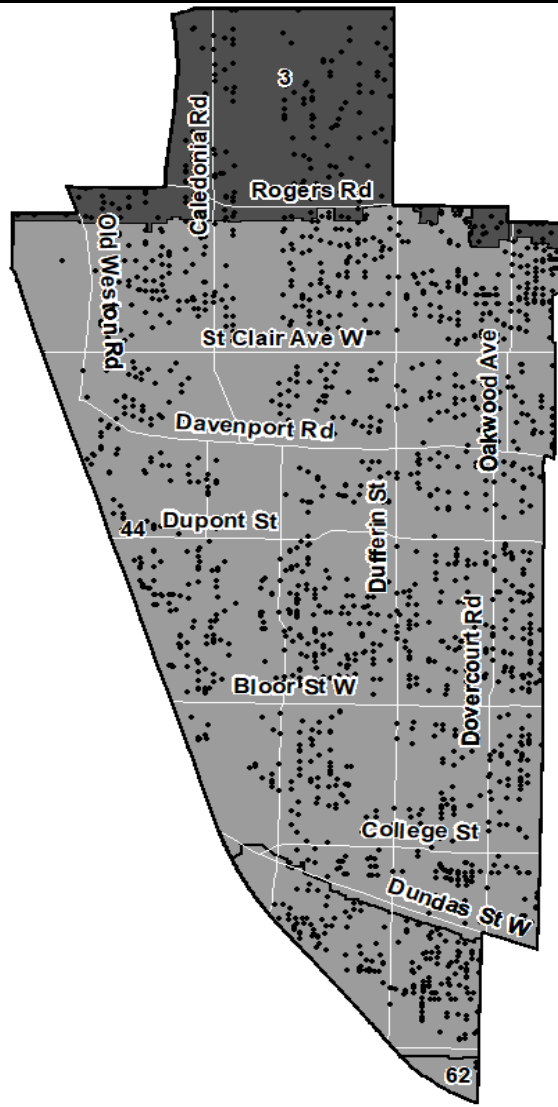 3
Caledonia Rd
Rogers Rd
Old Weston Rd
St Clair Ave W
Oakwood Ave
Davenport Rd
Dufferin St
44
Dupont St
Dovercourt Rd
Bloor St W
College St
Dundas St W
62